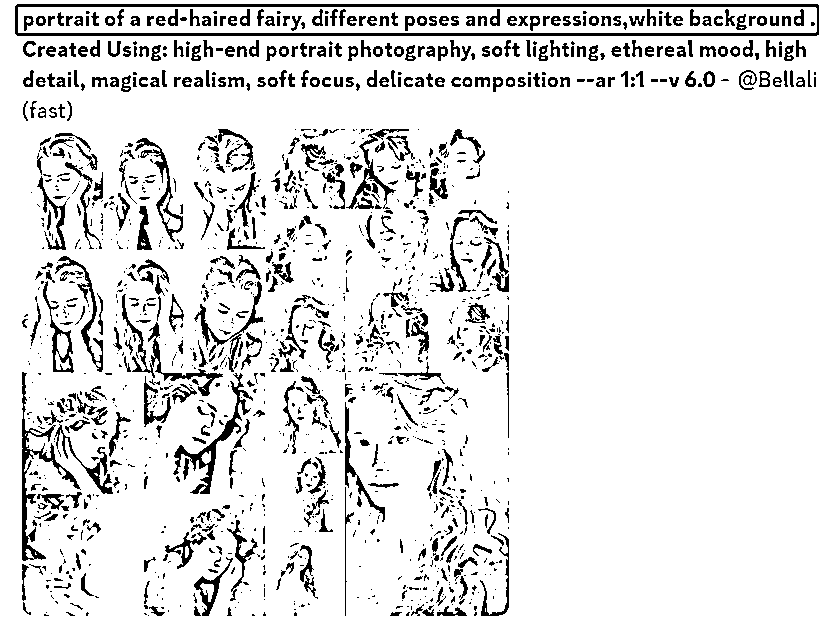 portrait of a red-haired fairy, different poses and expressions,white background .
Created Using: high-end portrait photography, soft lighting, ethereal mood, high
detail, magical realism, soft focus, delicate composition --ar 1:1 --v 6.0 - @Bellali
(fast)